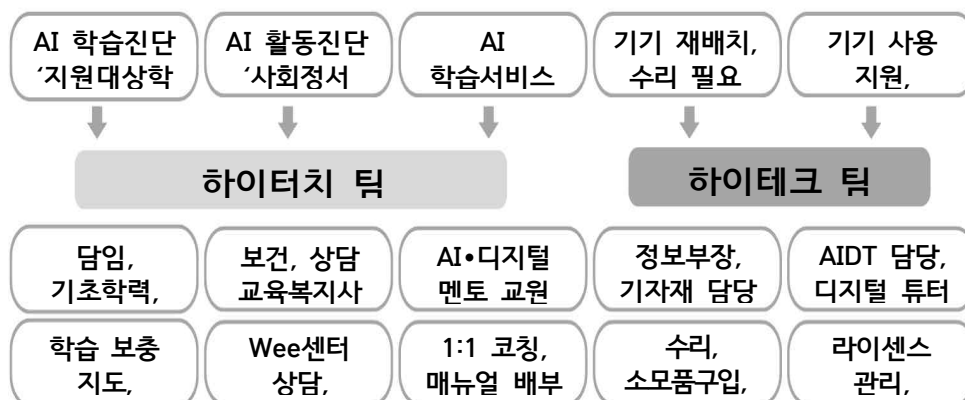 AI 학습진단
‘지원대상학
AI 활동진단
‘사회정서
AI
학습서비스
기기 재배치,
수리 필요
기기 사용
지원,
하이터치 팀
하이테크 팀
담임,
기초학력,
보건, 상담
교육복지사
AI•디지털
멘토 교원
정보부장,
기자재 담당
AIDT 담당,
디지털 튜터
학습 보충
지도,
Wee센터
상담,
1:1 코칭,
매뉴얼 배부
수리,
소모품구입,
라이센스
관리,